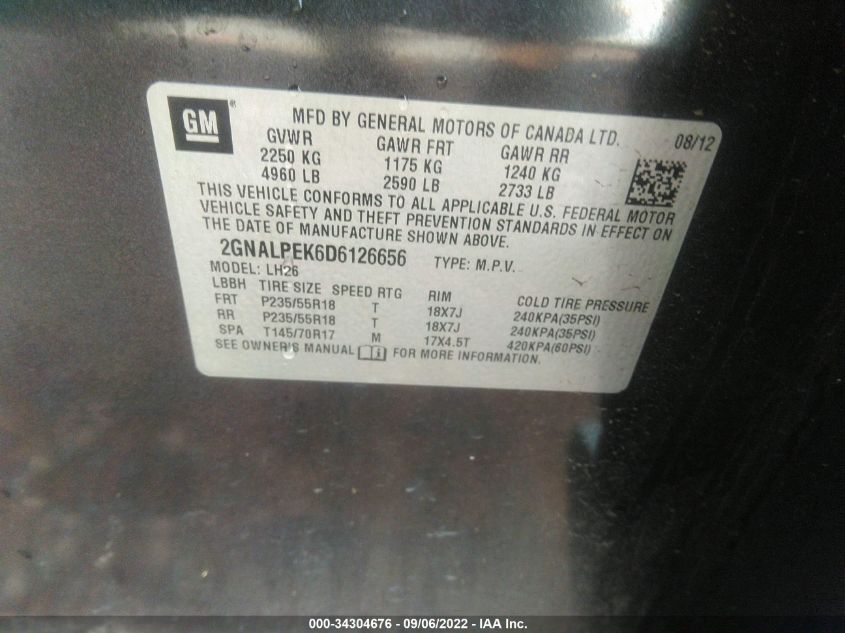 GM®
MFD BY GENERAL MOTORS OF CANADA LTD.
08/12
GVWR GAWR FRT GAWR RR
2250 KG 1175 KG 1240 KG
4960 LB 2590 LB 2733 LB
THIS VEHICLE CONFORMS TO ALL APPLICABLE U.S. FEDERAL MOTOR
VEHICLE SAFETY AND THEFT PREVENTION STANDARDS IN EFFECT ON
THE DATE OF MANUFACTURE SHOWN ABOVE.
2GNALPEK6D6126656 TYPE: M.P.V.
MODEL: LH26
LBBH TIRE SIZE SPEED RTG RIM COLD TIRE PRESSURE
FRT P235/55R18 T 18X7J 240KPA(35PSI)
RR P235/55R18 T 18X7J 240KPA(35PSI)
SPA T145/70R17 M 17X4.5T 420KPA(60PSI)
SEE OWNER'S MANUAL FOR MORE INFORMATION.
000-34304676 - 09/06/2022 - IAA Inc.